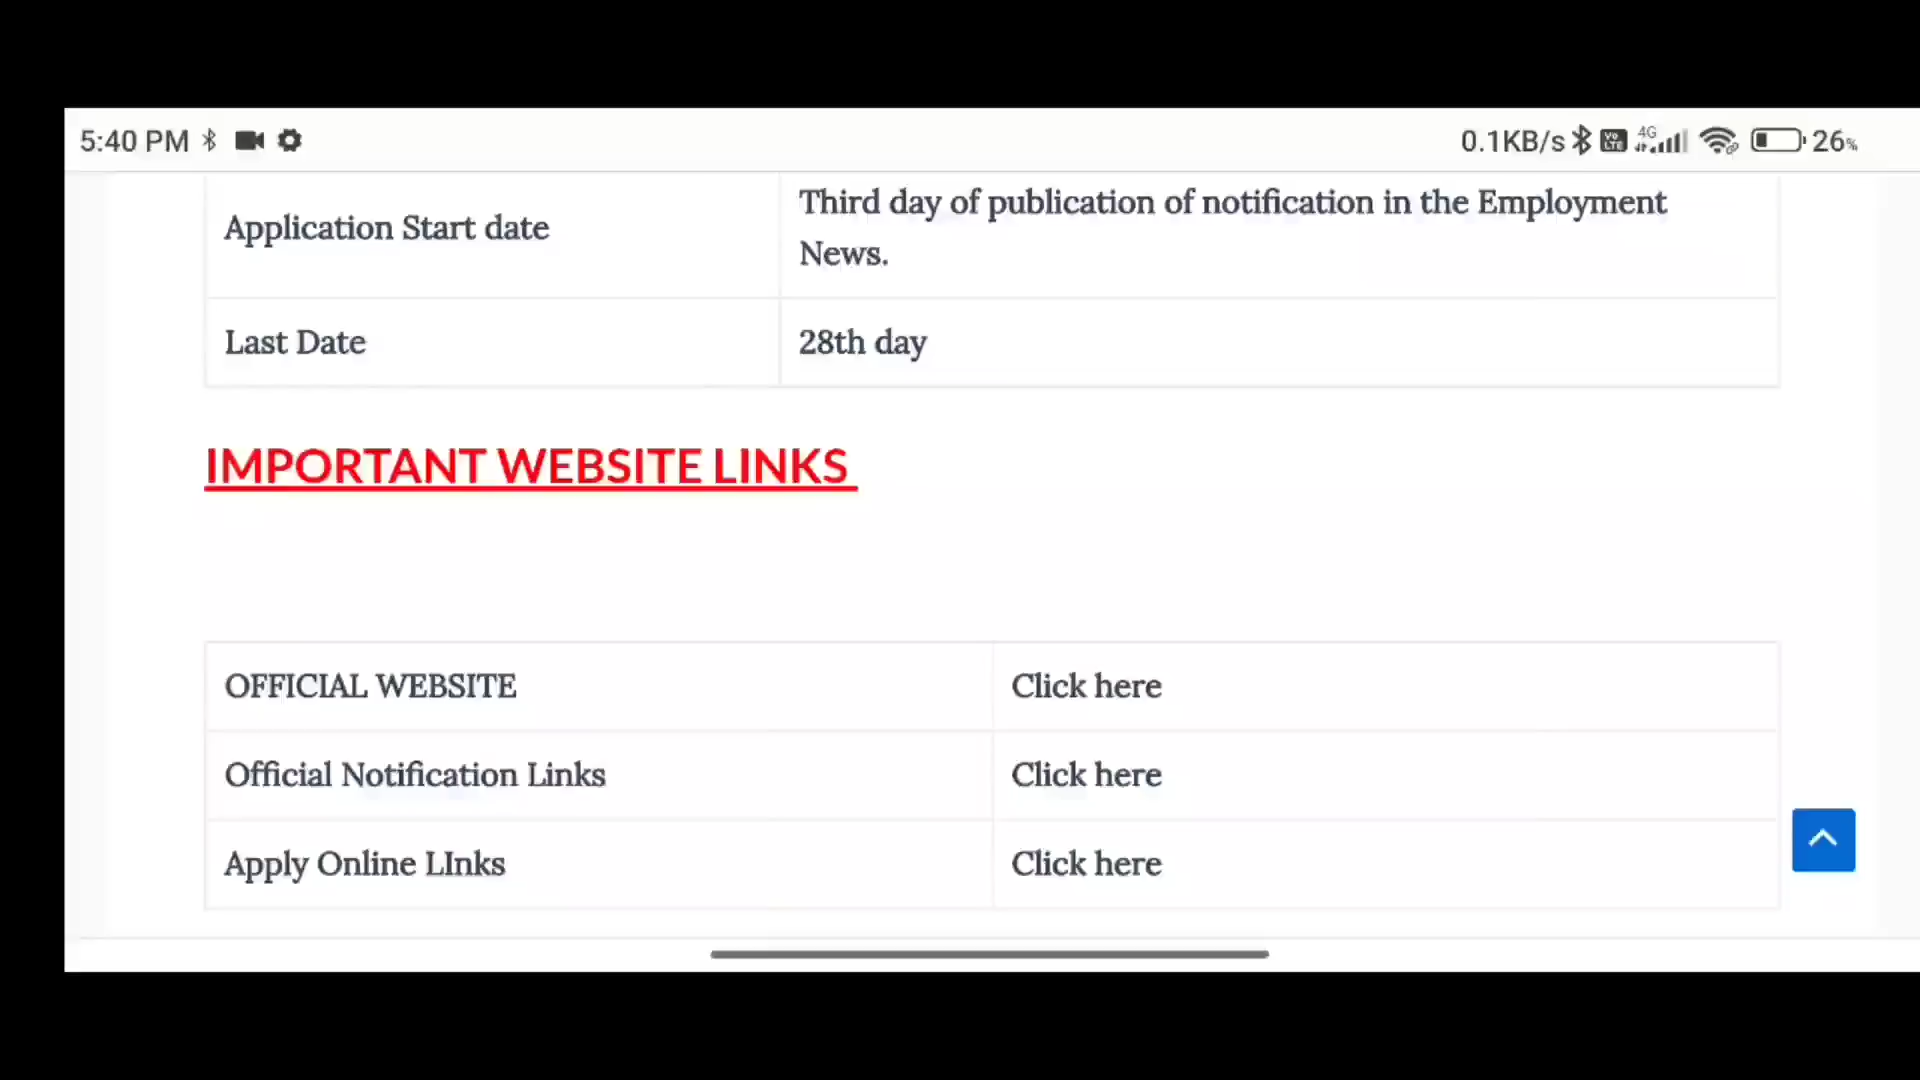 5:40 PM
0.1KB/s 4G 26%
Application Start date
Third day of publication of notification in the Employment
News.
Last Date
28th day
IMPORTANT WEBSITE LINKS
OFFICIAL WEBSITE
Click here
Official Notification Links
Click here
Apply Online LInks
Click here